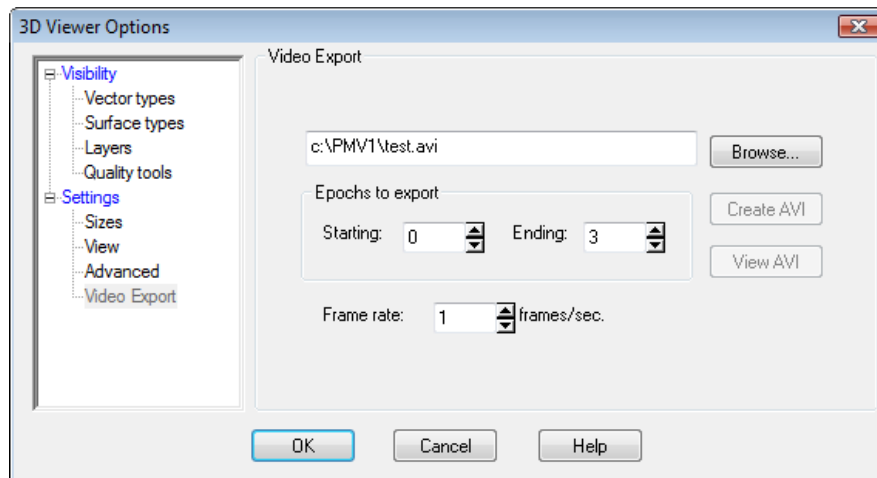 3D Viewer Options
Visibility
Vector types
Surface types
Layers
Quality tools
Settings
Sizes
View
Advanced
Video Export
Video Export
c:\PMV1\test.avi
Browse...
Epochs to export
Starting: 0 Ending: 3
Create AVI
View AVI
Frame rate: 1 frames/sec.
OK Cancel Help